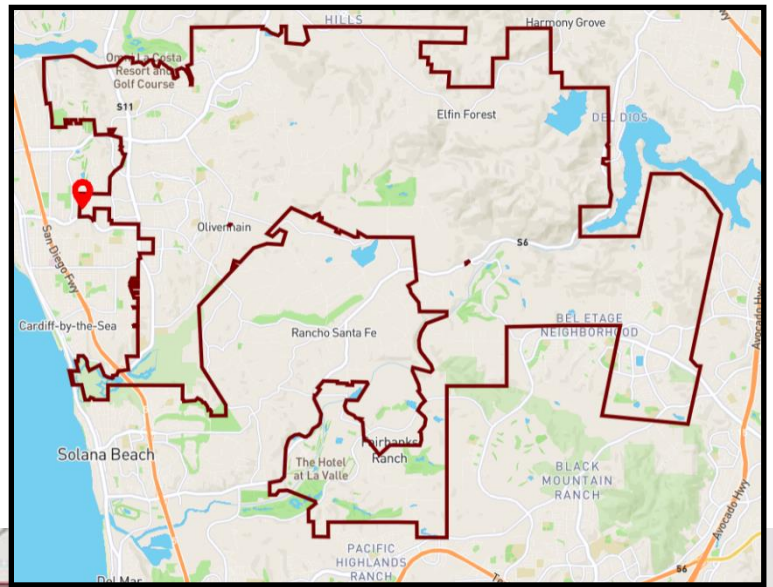 HILLS
Harmony Grove
Omni La Costa
Resort and
Golf Course
S11
Elfin Forest
DEL DIOS
Olivenhain
S6
San Diego Fwy
Cardiff-by-the-Sea
Rancho Santa Fe
BEL ETAGE
NEIGHBORHOOD
Avocado Hwy
Solana Beach
Fairbanks
Ranch
The Hotel
at La Valle
BLACK
MOUNTAIN
RANCH
Avocado Hwy
PACIFIC
HIGHLANDS
RANCH
S6
Del Mar